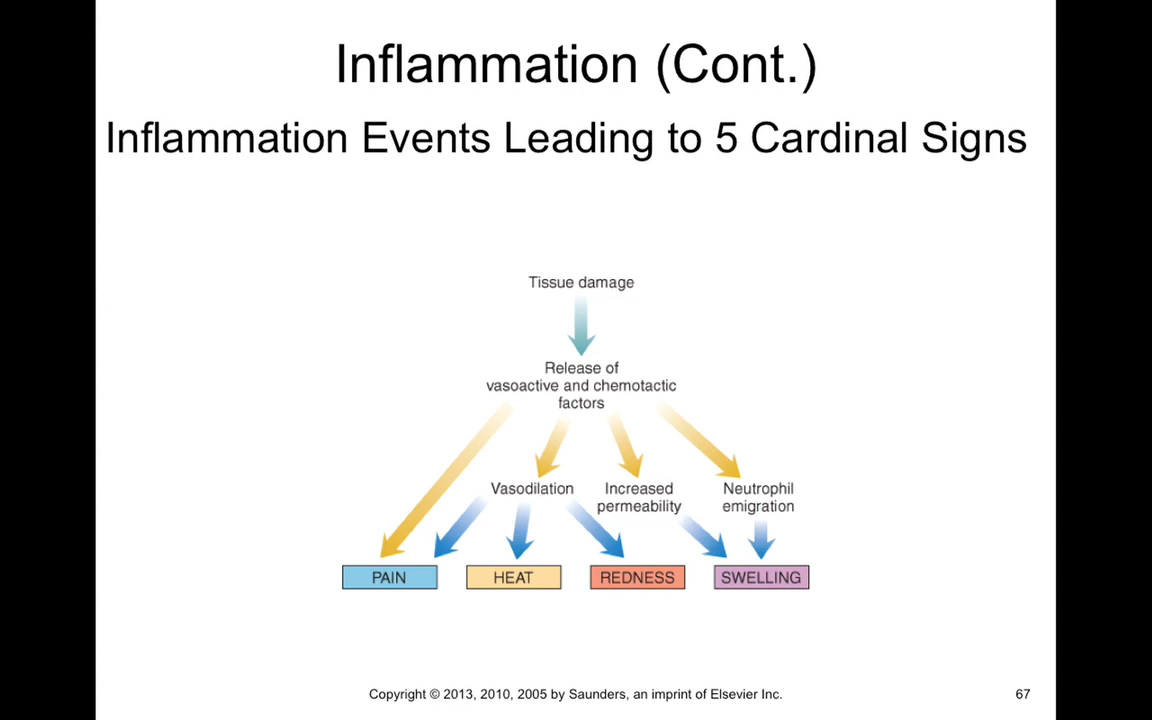 Inflammation (Cont.)
Inflammation Events Leading to 5 Cardinal Signs
Tissue damage
Release of
vasoactive and chemotactic
factors
Vasodilation
Increased
permeability
Neutrophil
emigration
PAIN
HEAT
REDNESS
SWELLING
Copyright © 2013, 2010, 2005 by Saunders, an imprint of Elsevier Inc.
67